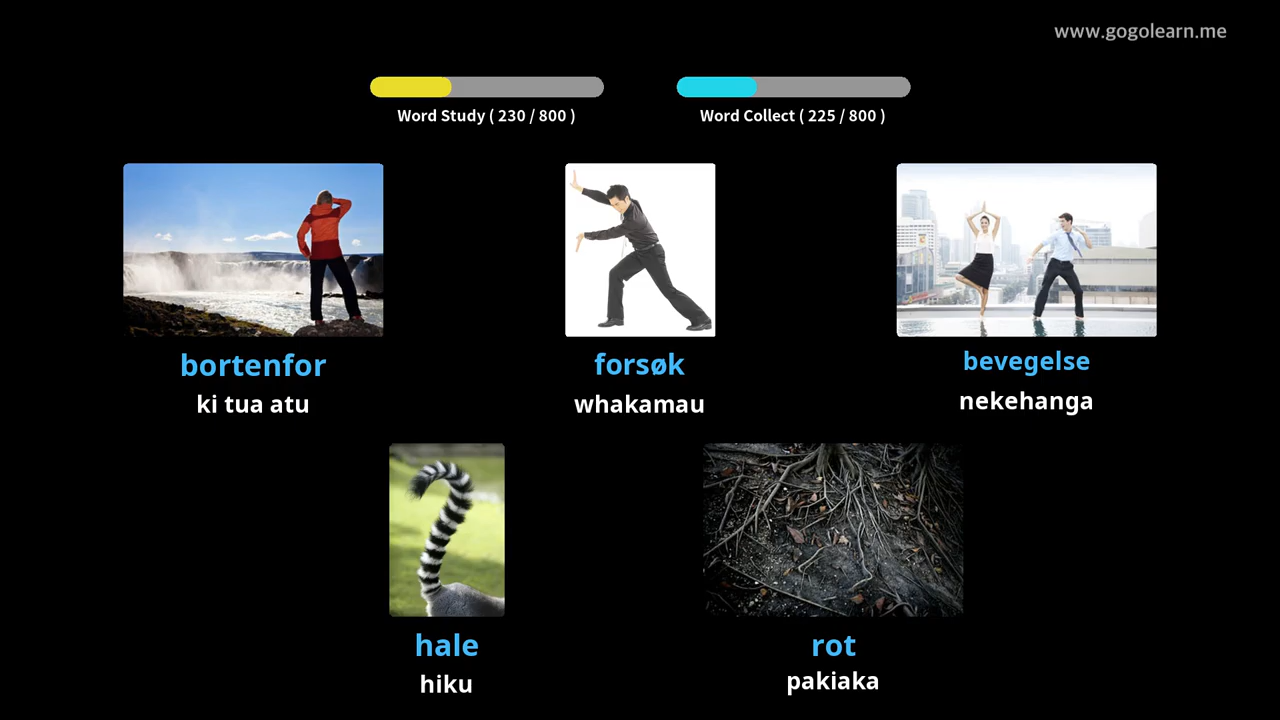 www.gogolearn.me
Word Study ( 230 / 800 )
Word Collect ( 225 / 800 )
bortenfor
ki tua atu
forsøk
whakamau
bevegelse
nekehanga
hale
hiku
rot
pakiaka